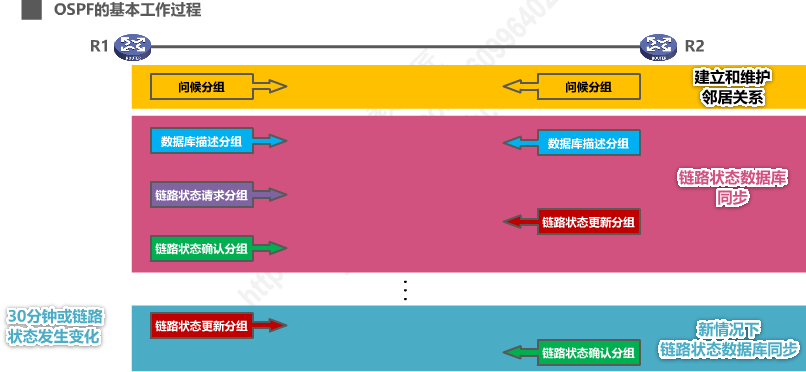 OSPF的基本工作过程
R1
R2
问候分组
问候分组
建立和维护
邻居关系
数据库描述分组
数据库描述分组
链路状态请求分组
链路状态数据库
同步
链路状态更新分组
链路状态确认分组
30分钟或链路
状态发生变化
链路状态更新分组
新情况下
链路状态数据库同步
链路状态确认分组